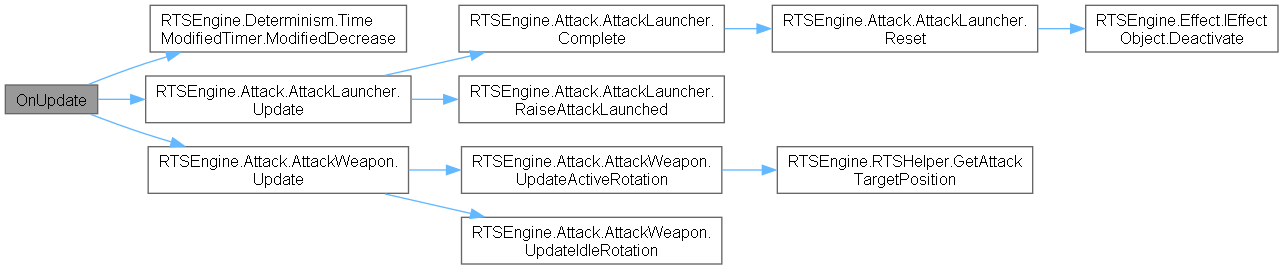 OnUpdate
RTSEngine.Determinism.Time
ModifiedTimer.ModifiedDecrease
RTSEngine.Attack.AttackLauncher.
Update
RTSEngine.Attack.AttackWeapon.
Update
RTSEngine.Attack.AttackLauncher.
Complete
RTSEngine.Attack.AttackLauncher.
RaiseAttackLaunched
RTSEngine.Attack.AttackWeapon.
UpdateActiveRotation
RTSEngine.Attack.AttackWeapon.
UpdateIdleRotation
RTSEngine.Attack.AttackLauncher.
Reset
RTSEngine.RTSHelper.GetAttack
TargetPosition
RTSEngine.Effect.IEffect
Object.Deactivate